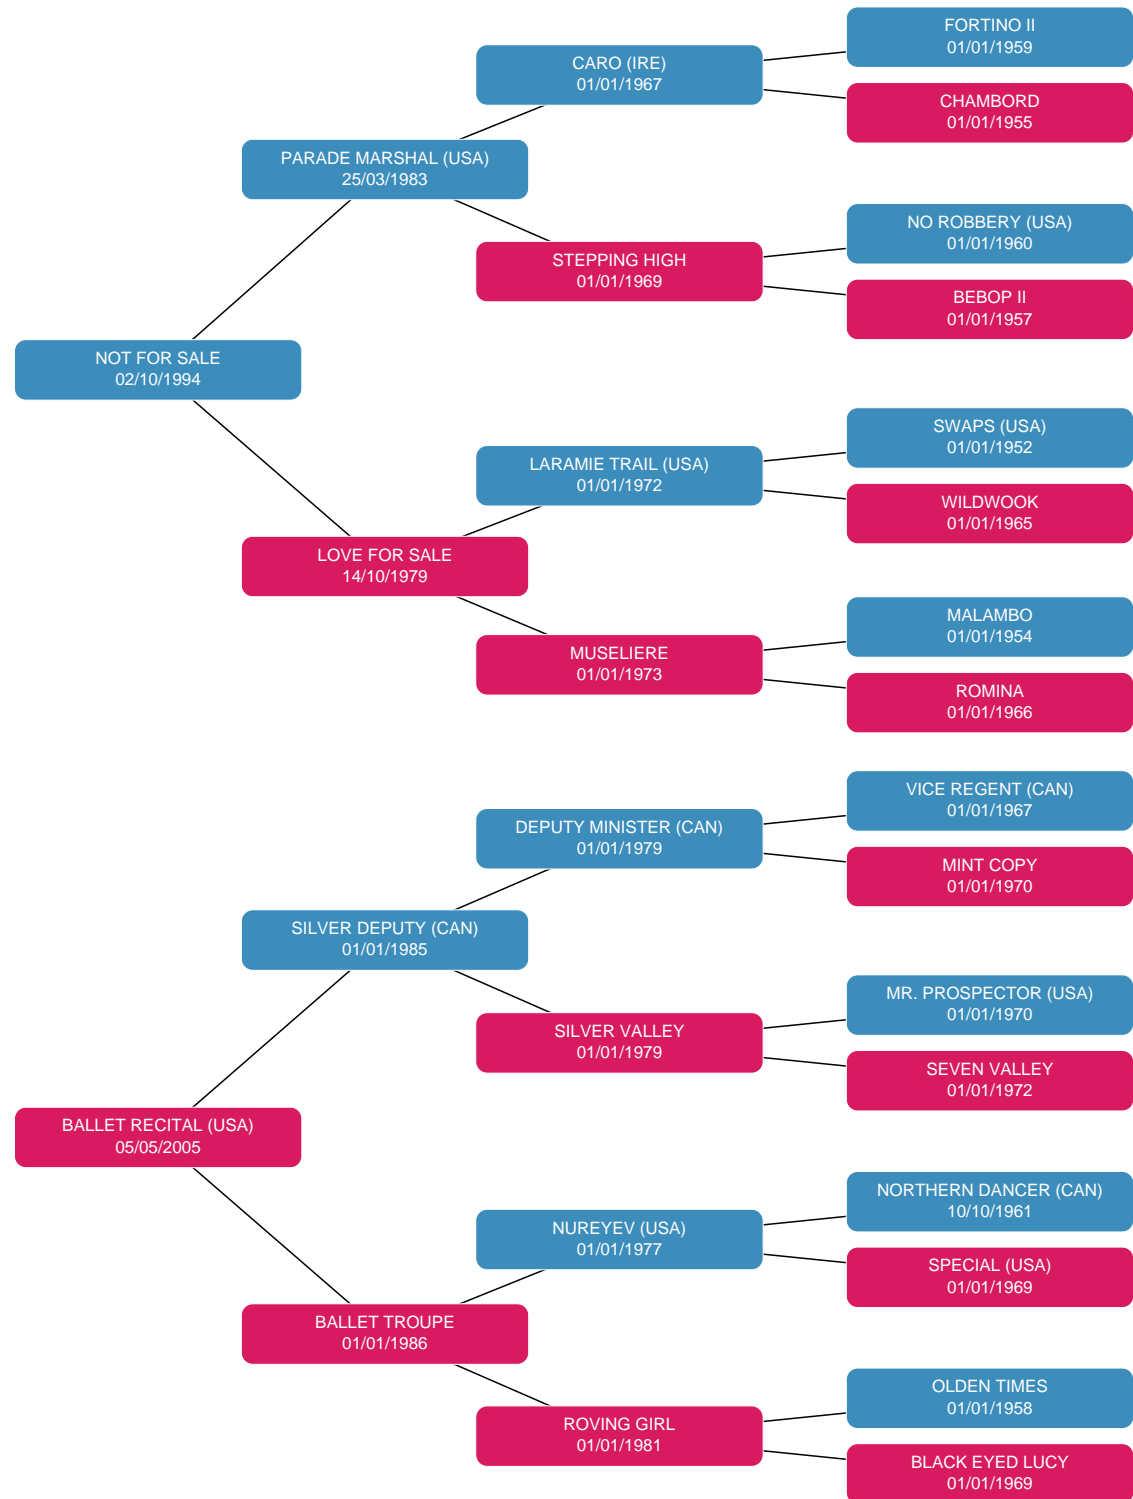 FORTINO II
01/01/1959
CARO (IRE)
01/01/1967
CHAMBORD
01/01/1955
PARADE MARSHAL (USA)
25/03/1983
NO ROBBERY (USA)
01/01/1960
STEPPING HIGH
01/01/1969
BEBOP II
01/01/1957
NOT FOR SALE
02/10/1994
SWAPS (USA)
01/01/1952
LARAMIE TRAIL (USA)
01/01/1972
WILDWOOK
01/01/1965
LOVE FOR SALE
14/10/1979
MALAMBO
01/01/1954
MUSELIERE
01/01/1973
ROMINA
01/01/1966
VICE REGENT (CAN)
01/01/1967
DEPUTY MINISTER (CAN)
01/01/1979
MINT COPY
01/01/1970
SILVER DEPUTY (CAN)
01/01/1985
MR. PROSPECTOR (USA)
01/01/1970
SILVER VALLEY
01/01/1979
SEVEN VALLEY
01/01/1972
BALLET RECITAL (USA)
05/05/2005
NORTHERN DANCER (CAN)
10/10/1961
NUREYEV (USA)
01/01/1977
SPECIAL (USA)
01/01/1969
BALLET TROUPE
01/01/1986
OLDEN TIMES
01/01/1958
ROVING GIRL
01/01/1981
BLACK EYED LUCY
01/01/1969